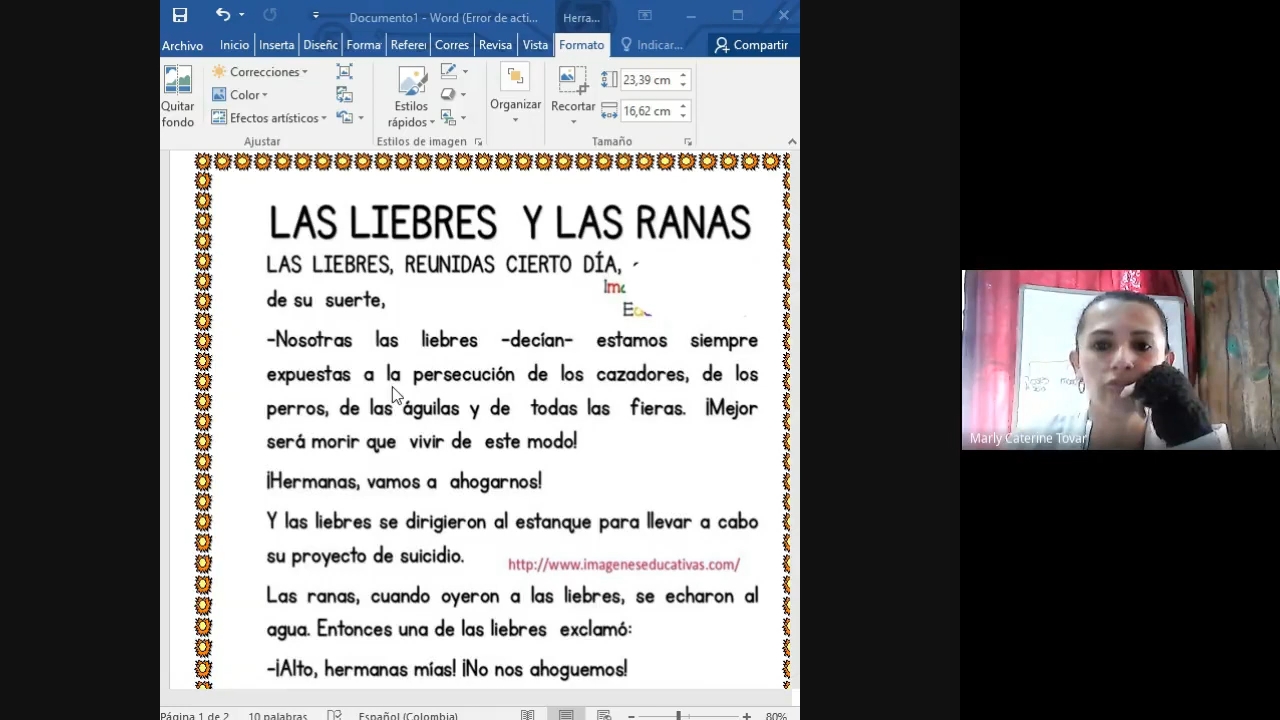 Documento1 - Word (Error de acti...
Herra...
Archivo Inicio Inserta Diseño Forma Referen Corres Revisa Vista Formato Indicar... Compartir
Quitar fondo
Correcciones
Color
Efectos artísticos
Ajustar
Estilos rápidos
Estilos de imagen
Organizar
Recortar
23,39 cm
16,62 cm
Tamaño
LAS LIEBRES Y LAS RANAS
LAS LIEBRES, REUNIDAS CIERTO DÍA,
de su suerte,
-Nosotras las liebres -decían- estamos siempre
expuestas a la persecución de los cazadores, de los
perros, de las águilas y de todas las fieras. ¡Mejor
será morir que vivir de este modo!
¡Hermanas, vamos a ahogarnos!
Y las liebres se dirigieron al estanque para llevar a cabo
su proyecto de suicidio.
http://www.imageneseducativas.com/
Las ranas, cuando oyeron a las liebres, se echaron al
agua. Entonces una de las liebres exclamó:
-¡Alto, hermanas mías! ¡No nos ahoguemos!
Página 1 de 2 10 palabras Español (Colombia) 80%
Marly Caterine Tovar